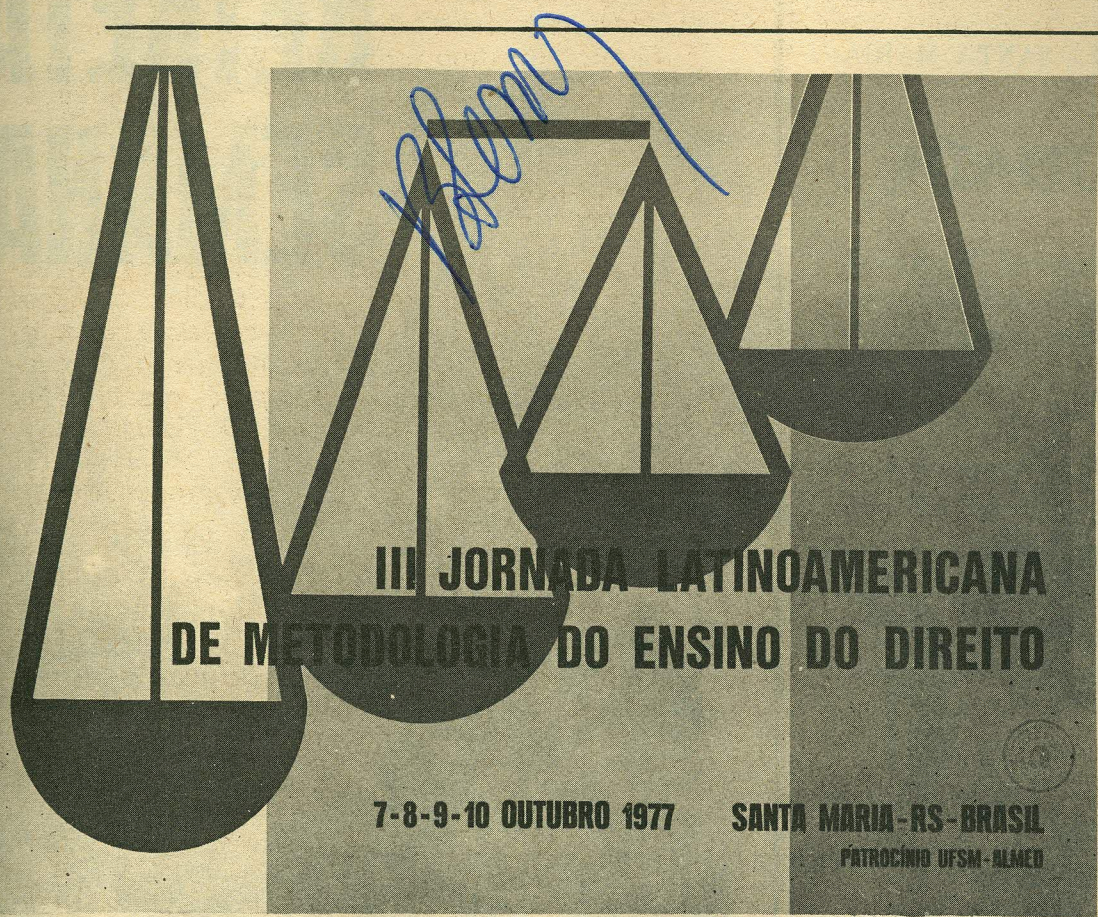 III JORNADA LATINOAMERICANA
DE METODOLOGIA DO ENSINO DO DIREITO
7-8-9-10 OUTUBRO 1977 SANTA MARIA-RS-BRASIL
PATROCÍNIO UFSM-ALMED